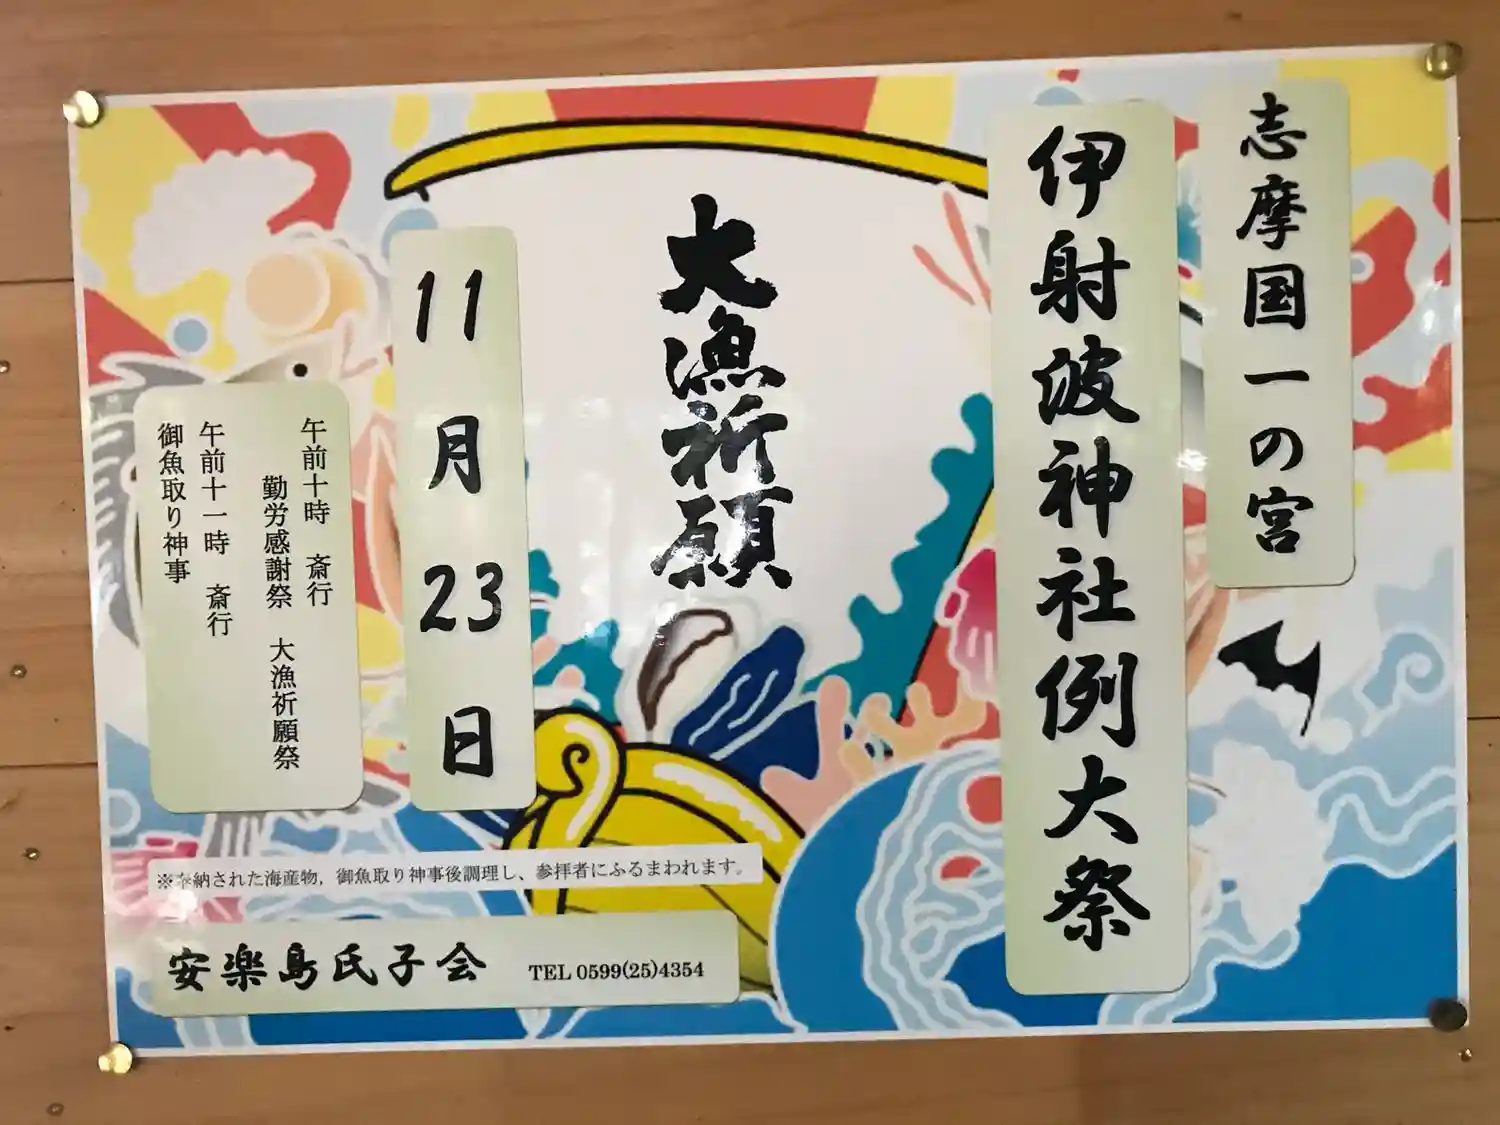 志摩国一の宮
伊射波神社例大祭
大漁祈願
11月23日
午前十時　斎行
勤労感謝祭　大漁祈願祭
午前十一時　斎行
御魚取り神事
※奉納された海産物，御魚取り神事後調理し、参拝者にふるまわれます。
安楽島氏子会　TEL 0599(25)4354